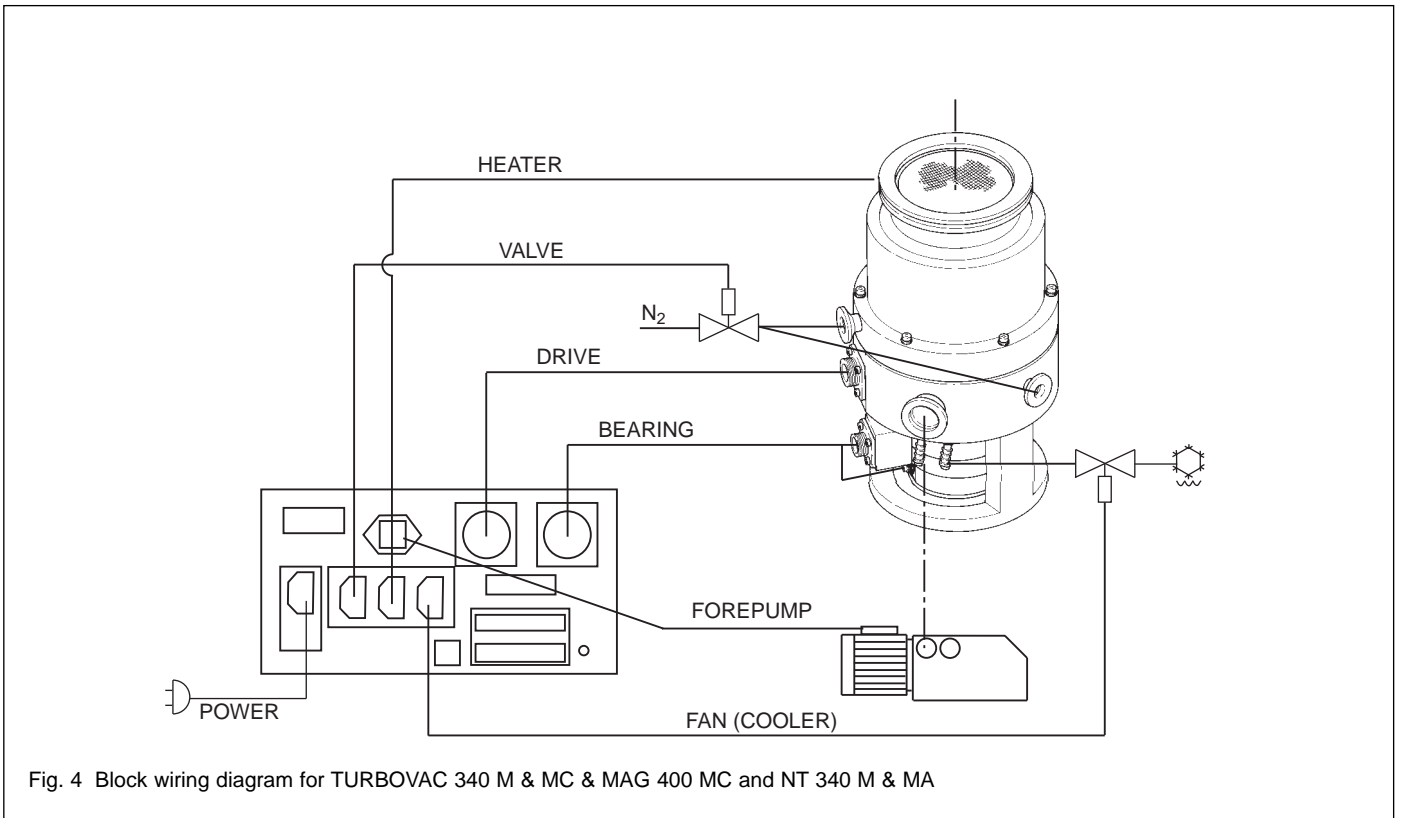 HEATER
VALVE
N2
DRIVE
BEARING
FOREPUMP
POWER
FAN (COOLER)
Fig. 4 Block wiring diagram for TURBOVAC 340 M & MC & MAG 400 MC and NT 340 M & MA